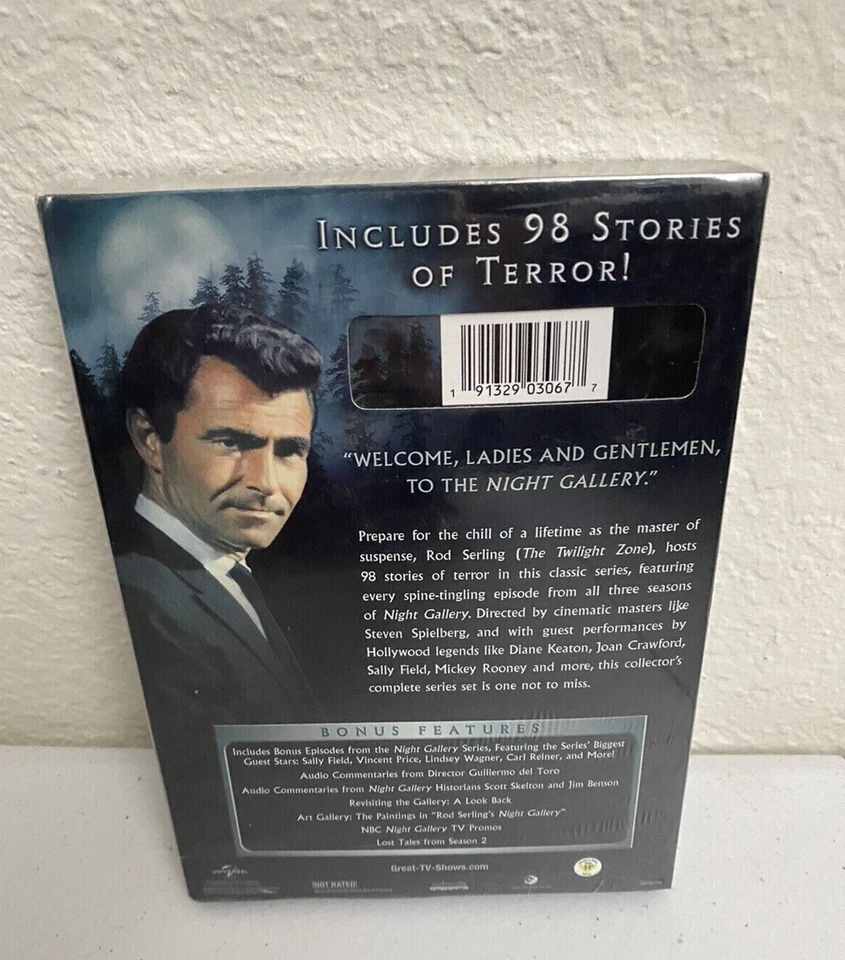 INCLUDES 98 STORIES
OF TERROR!
1 91329 03067 7
"WELCOME, LADIES AND GENTLEMEN,
TO THE NIGHT GALLERY."
Prepare for the chill of a lifetime as the master of
suspense, Rod Serling (The Twilight Zone), hosts
98 stories of terror in this classic series, featuring
every spine-tingling episode from all three seasons
of Night Gallery. Directed by cinematic masters like
Steven Spielberg, and with guest performances by
Hollywood legends like Diane Keaton, Joan Crawford,
Sally Field, Mickey Rooney and more, this collector's
complete series set is one not to miss.
BONUS FEATURES
Includes Bonus Episodes from the Night Gallery Series, Featuring the Series' Biggest
Guest Stars: Sally Field, Vincent Price, Lindsey Wagner, Carl Reiner, and More!
Audio Commentaries from Director Guillermo del Toro
Audio Commentaries from Night Gallery Historians Scott Skelton and Jim Benson
Revisiting the Gallery: A Look Back
Art Gallery: The Paintings in "Rod Serling's Night Gallery"
NBC Night Gallery TV Promos
Lost Tales from Season 2
Great-TV-Shows.com
UNIVERSAL
NOT RATED